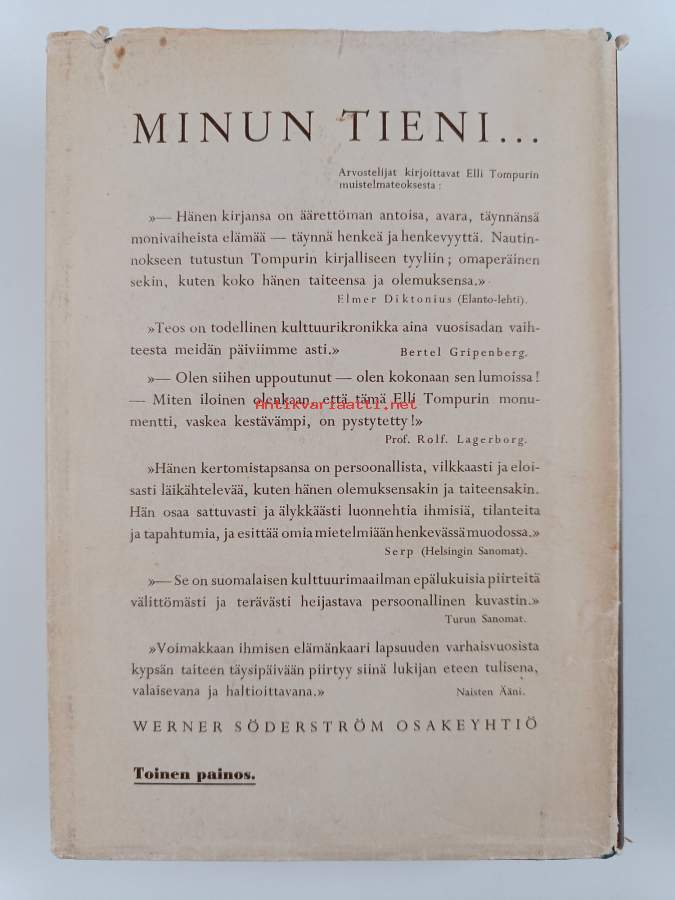 MINUN TIENI...
Arvostelijat kirjoittavat Elli Tompurin
muistelmateoksesta:
»— Hänen kirjansa on äärettöman antoisa, avara, täynnänsä
monivaiheista elämää — täynnä henkeä ja henkevyyttä. Nautin-
nokseen tutustun Tompurin kirjalliseen tyyliin; omaperäinen
sekin, kuten koko hänen taiteensa ja olemuksensa.»
Elmer Diktonius (Elanto-lehti).
»Teos on todellinen kulttuurikronikka aina vuosisadan vaih-
teesta meidän päiviimme asti.»
Bertel Gripenberg.
»— Olen siihen uppoutunut — olen kokonaan sen lumoissa!
— Miten iloinen olenkaan, että tämä Elli Tompurin monu-
mentti, vaskea kestävämpi, on pystytetty!»
Antikvariaatti.net
Prof. Rolf. Lagerborg.
»Hänen kertomistapsansa on persoonallista, vilkkaasti ja eloi-
sasti läikähtelevää, kuten hänen olemuksensakin ja taiteensakin.
Hän osaa sattuvasti ja älykkäästi luonnehtia ihmisiä, tilanteita
ja tapahtumia, ja esittää omia mietelmiään henkevässä muodossa.»
Serp (Helsingin Sanomat).
»— Se on suomalaisen kulttuurimaailman epälukuisia piirteitä
välittömästi ja terävästi heijastava persoonallinen kuvastin.»
Turun Sanomat.
»Voimakkaan ihmisen elämänkaari lapsuuden varhaisvuosista
kypsän taiteen täysipäivään piirtyy siinä lukijan eteen tulisena,
valaisevana ja haltioittavana.»
Naisten Ääni.
WERNER SÖDERSTRÖM OSAKEYHTIÖ
Toinen painos.